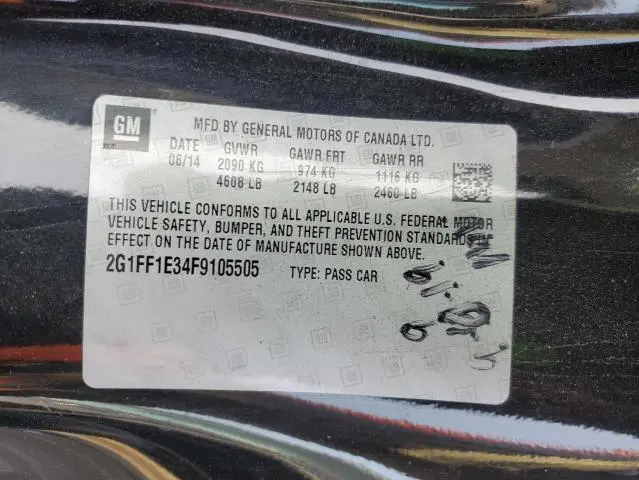 GM
MFD BY GENERAL MOTORS OF CANADA LTD.
DATE GVWR GAWR FRT GAWR RR
06/14 2090 KG 974 KG 1116 KG
4608 LB 2148 LB 2460 LB
THIS VEHICLE CONFORMS TO ALL APPLICABLE U.S. FEDERAL MOTOR
VEHICLE SAFETY, BUMPER, AND THEFT PREVENTION STANDARDS IN
EFFECT ON THE DATE OF MANUFACTURE SHOWN ABOVE.
2G1FF1E34F9105505 TYPE: PASS CAR